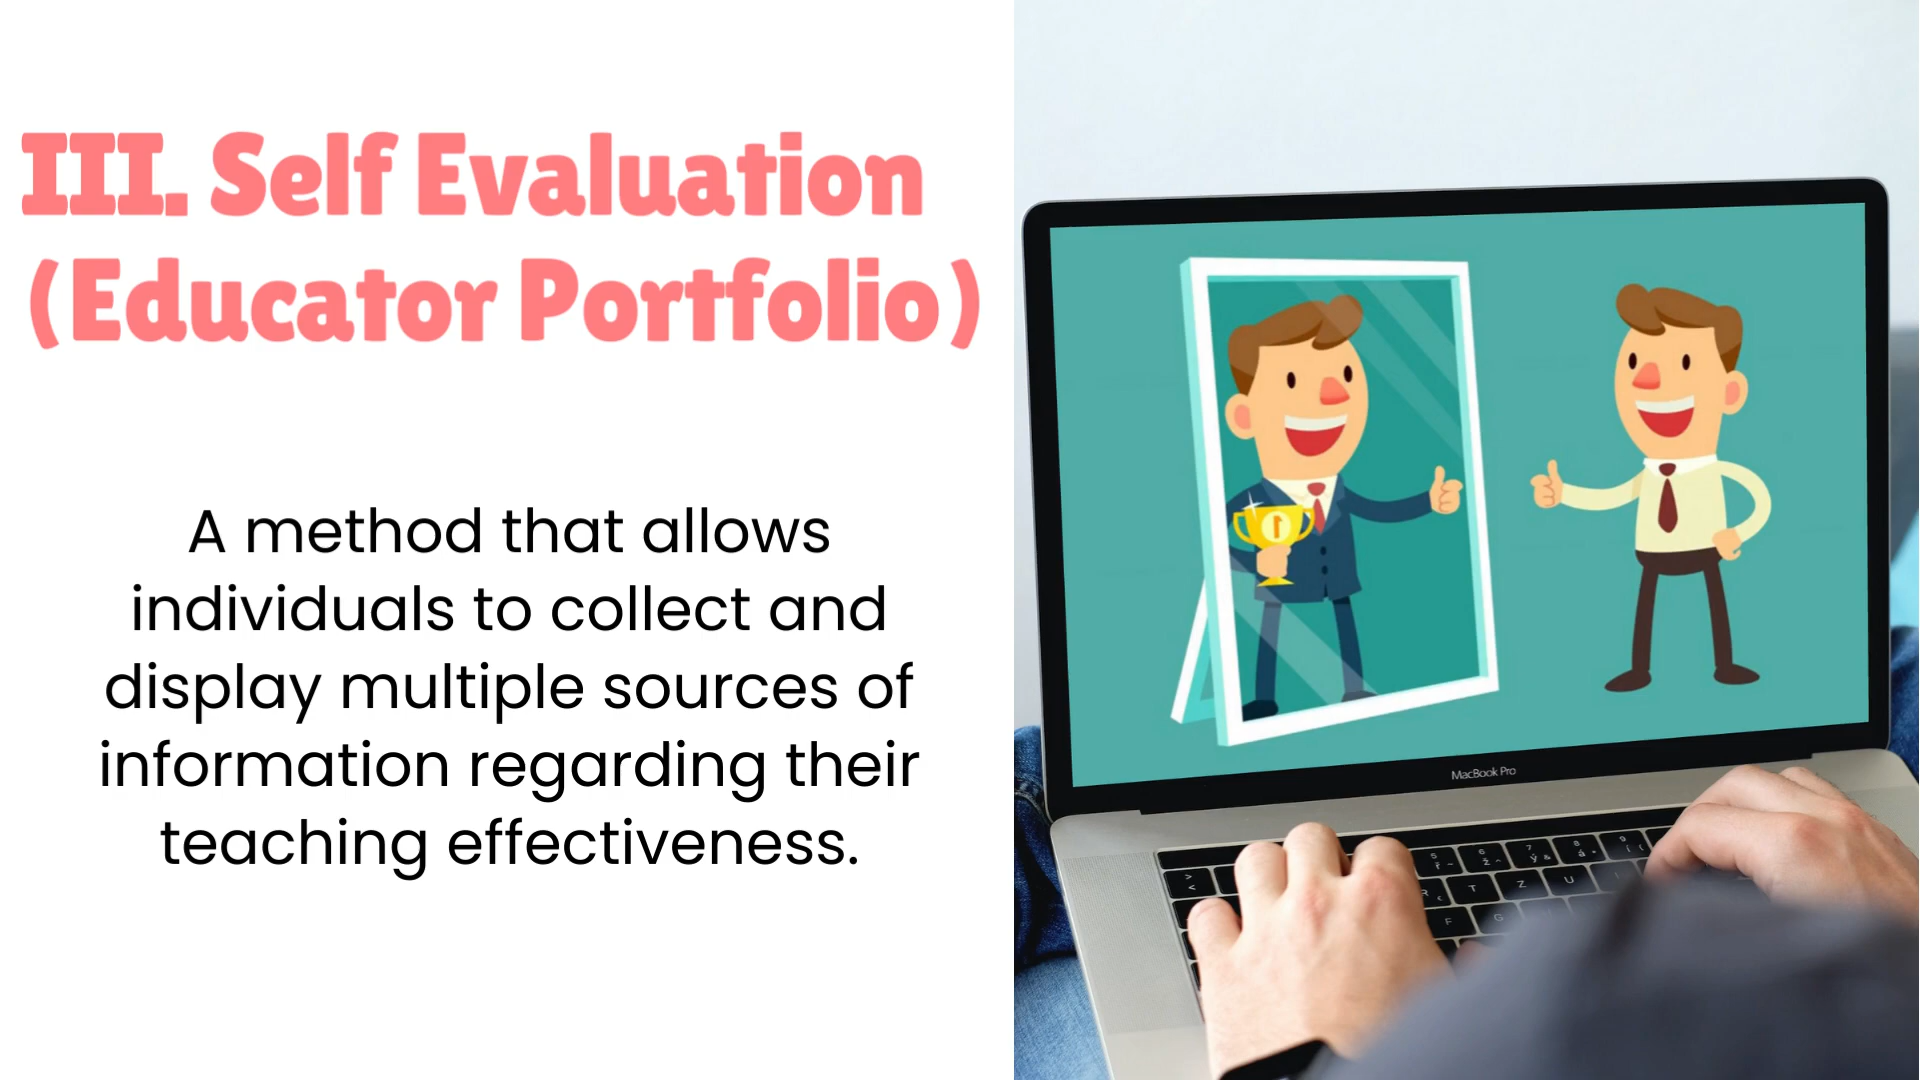 III. Self Evaluation
(Educator Portfolio)
A method that allows
individuals to collect and
display multiple sources of
information regarding their
teaching effectiveness.
1
MacBook Pro
T
Z
U
F
G